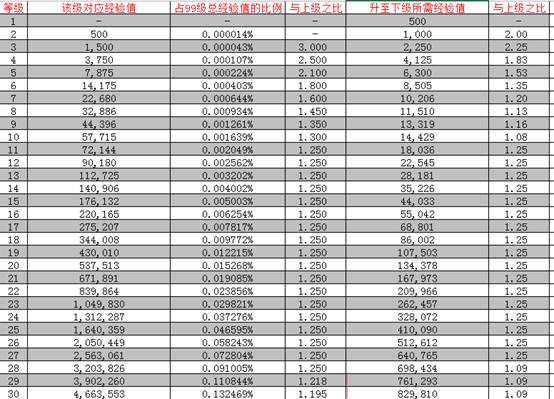 等级 该级对应经验值 占99级总经验值的比例 与上级之比 升至下级所需经验值 与上级之比
1 - - - 500
2 500 0.000014% - 1,000 2.00
3 1,500 0.000043% 3.000 2,250 2.25
4 3,750 0.000107% 2.500 4,125 1.83
5 7,875 0.000224% 2.100 6,300 1.53
6 14,175 0.000403% 1.800 8,505 1.35
7 22,680 0.000644% 1.600 10,206 1.20
8 32,886 0.000934% 1.450 11,510 1.13
9 44,396 0.001261% 1.350 13,319 1.16
10 57,715 0.001639% 1.300 14,429 1.08
11 72,144 0.002049% 1.250 18,036 1.25
12 90,180 0.002562% 1.250 22,545 1.25
13 112,725 0.003202% 1.250 28,181 1.25
14 140,906 0.004002% 1.250 35,226 1.25
15 176,132 0.005003% 1.250 44,033 1.25
16 220,165 0.006254% 1.250 55,042 1.25
17 275,207 0.007817% 1.250 68,801 1.25
18 344,008 0.009772% 1.250 86,002 1.25
19 430,010 0.012215% 1.250 107,503 1.25
20 537,513 0.015268% 1.250 134,378 1.25
21 671,891 0.019085% 1.250 167,973 1.25
22 839,864 0.023856% 1.250 209,966 1.25
23 1,049,830 0.029821% 1.250 262,457 1.25
24 1,312,287 0.037276% 1.250 328,072 1.25
25 1,640,359 0.046595% 1.250 410,090 1.25
26 2,050,449 0.058243% 1.250 512,612 1.25
27 2,563,061 0.072804% 1.250 640,765 1.25
28 3,203,826 0.091005% 1.250 698,434 1.09
29 3,902,260 0.110844% 1.218 761,293 1.09
30 4,663,553 0.132469% 1.195 829,810 1.09